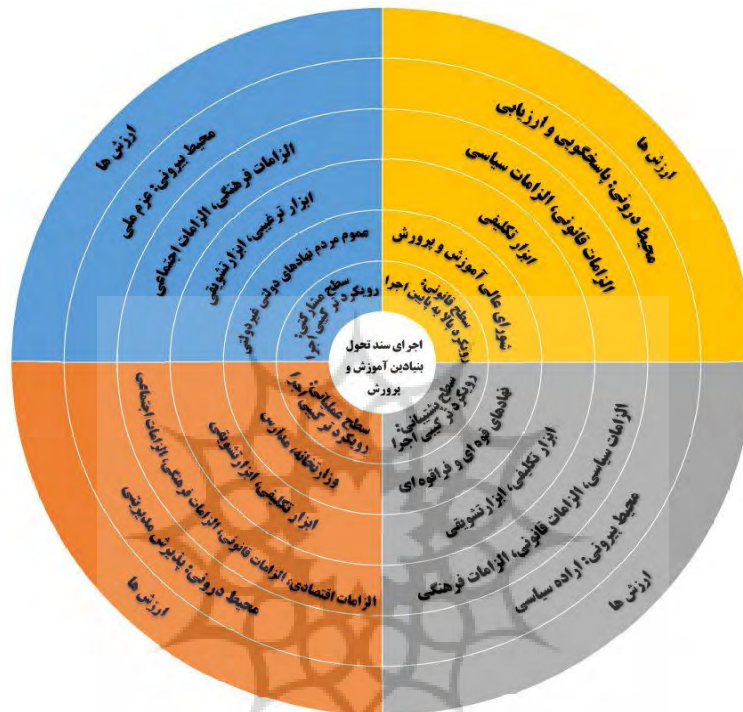 اجرای سند تحول
بنیادین آموزش و
پرورش
ارزش ها
محیط درونی: پاسخگویی و ارزیابی
الزامات قانونی، الزامات سیاسی
ابزار تکلیفی
شورای عالی آموزش و پرورش
سطح قانونی:
رویکرد بالا به پایین اجرا
ارزش ها
محیط بیرونی: عزم ملی
الزامات فرهنگی، الزامات اجتماعی
ابزار ترغیبی، ابزار تشویقی
عموم مردم نهادهای دولتی غیردولتی
سطح مشارکتی:
رویکرد ترکیبی اجرا
سطح عملیاتی:
رویکرد ترکیبی اجرا
وزارتخانه، مدارس
ابزار تکلیفی، ابزار تشویقی
الزامات اقتصادی، الزامات قانونی، الزامات فرهنگی، الزامات اجتماعی
محیط درونی: پذیرش مدیریتی
ارزش ها
سطح پشتیبانی:
رویکرد ترکیبی اجرا
نهادهای قوه ای و فراقوه ای
ابزار تکلیفی، ابزار تشویقی
الزامات سیاسی، الزامات قانونی، الزامات فرهنگی
محیط بیرونی: اراده سیاسی
ارزش ها